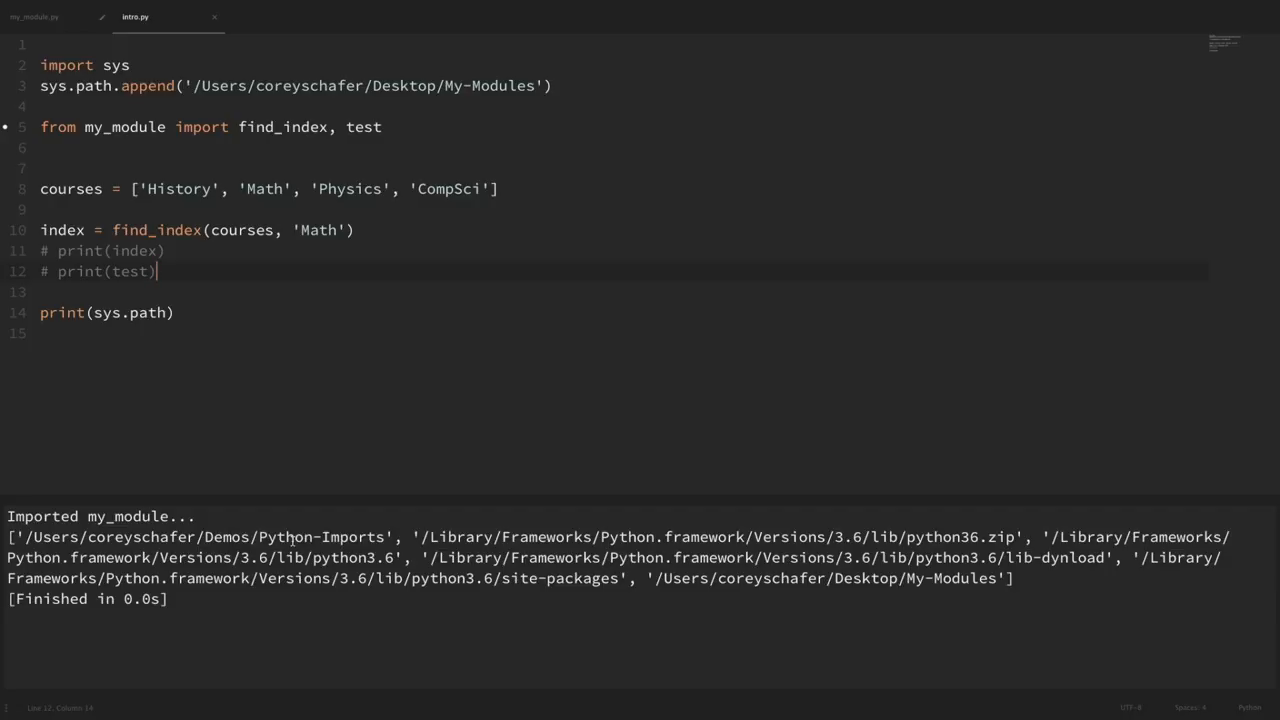 my_module.py
intro.py
1
2 import sys
3 sys.path.append('/Users/coreyschafer/Desktop/My-Modules')
4
5 from my_module import find_index, test
6
7
8 courses = ['History', 'Math', 'Physics', 'CompSci']
9
10 index = find_index(courses, 'Math')
11 # print(index)
12 # print(test)
13
14 print(sys.path)
15
Imported my_module...
['/Users/coreyschafer/Demos/Python-Imports', '/Library/Frameworks/Python.framework/Versions/3.6/lib/python36.zip', '/Library/Frameworks/
Python.framework/Versions/3.6/lib/python3.6', '/Library/Frameworks/Python.framework/Versions/3.6/lib/python3.6/lib-dynload', '/Library/
Frameworks/Python.framework/Versions/3.6/lib/python3.6/site-packages', '/Users/coreyschafer/Desktop/My-Modules']
[Finished in 0.0s]
Line 12, Column 14
UTF-8
Spaces: 4
Python